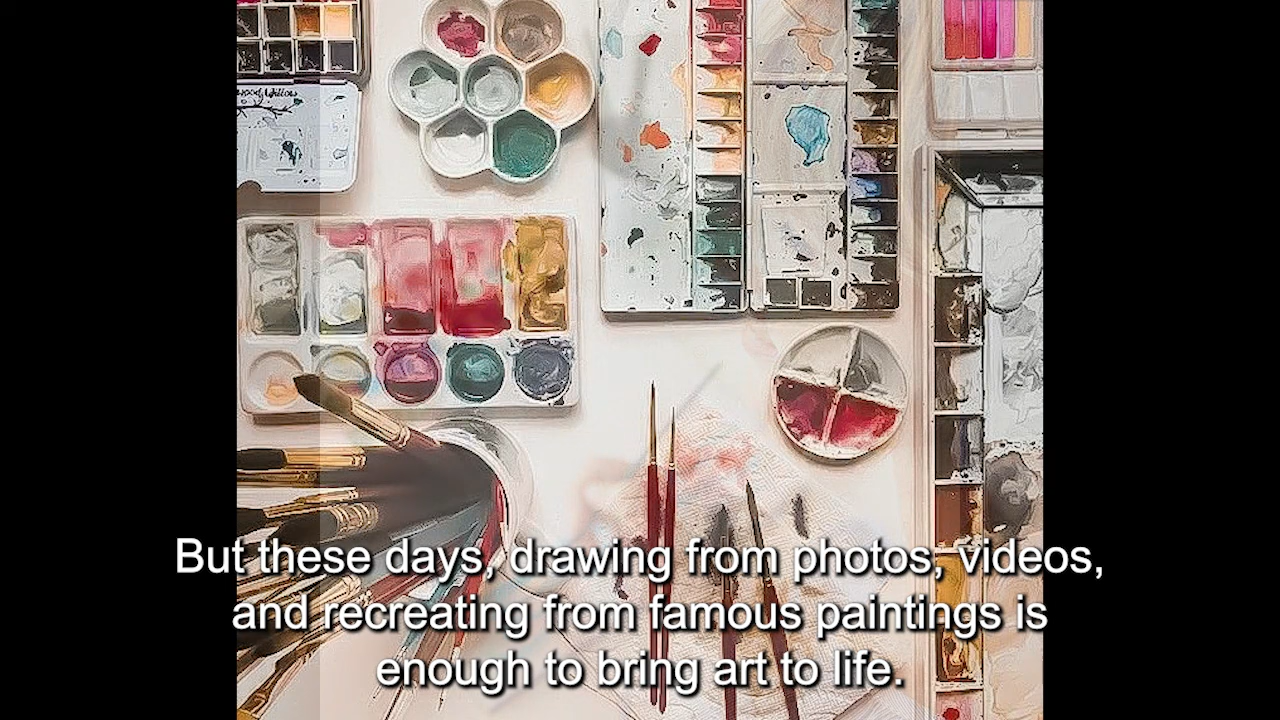 But these days, drawing from photos, videos,
and recreating from famous paintings is
enough to bring art to life.